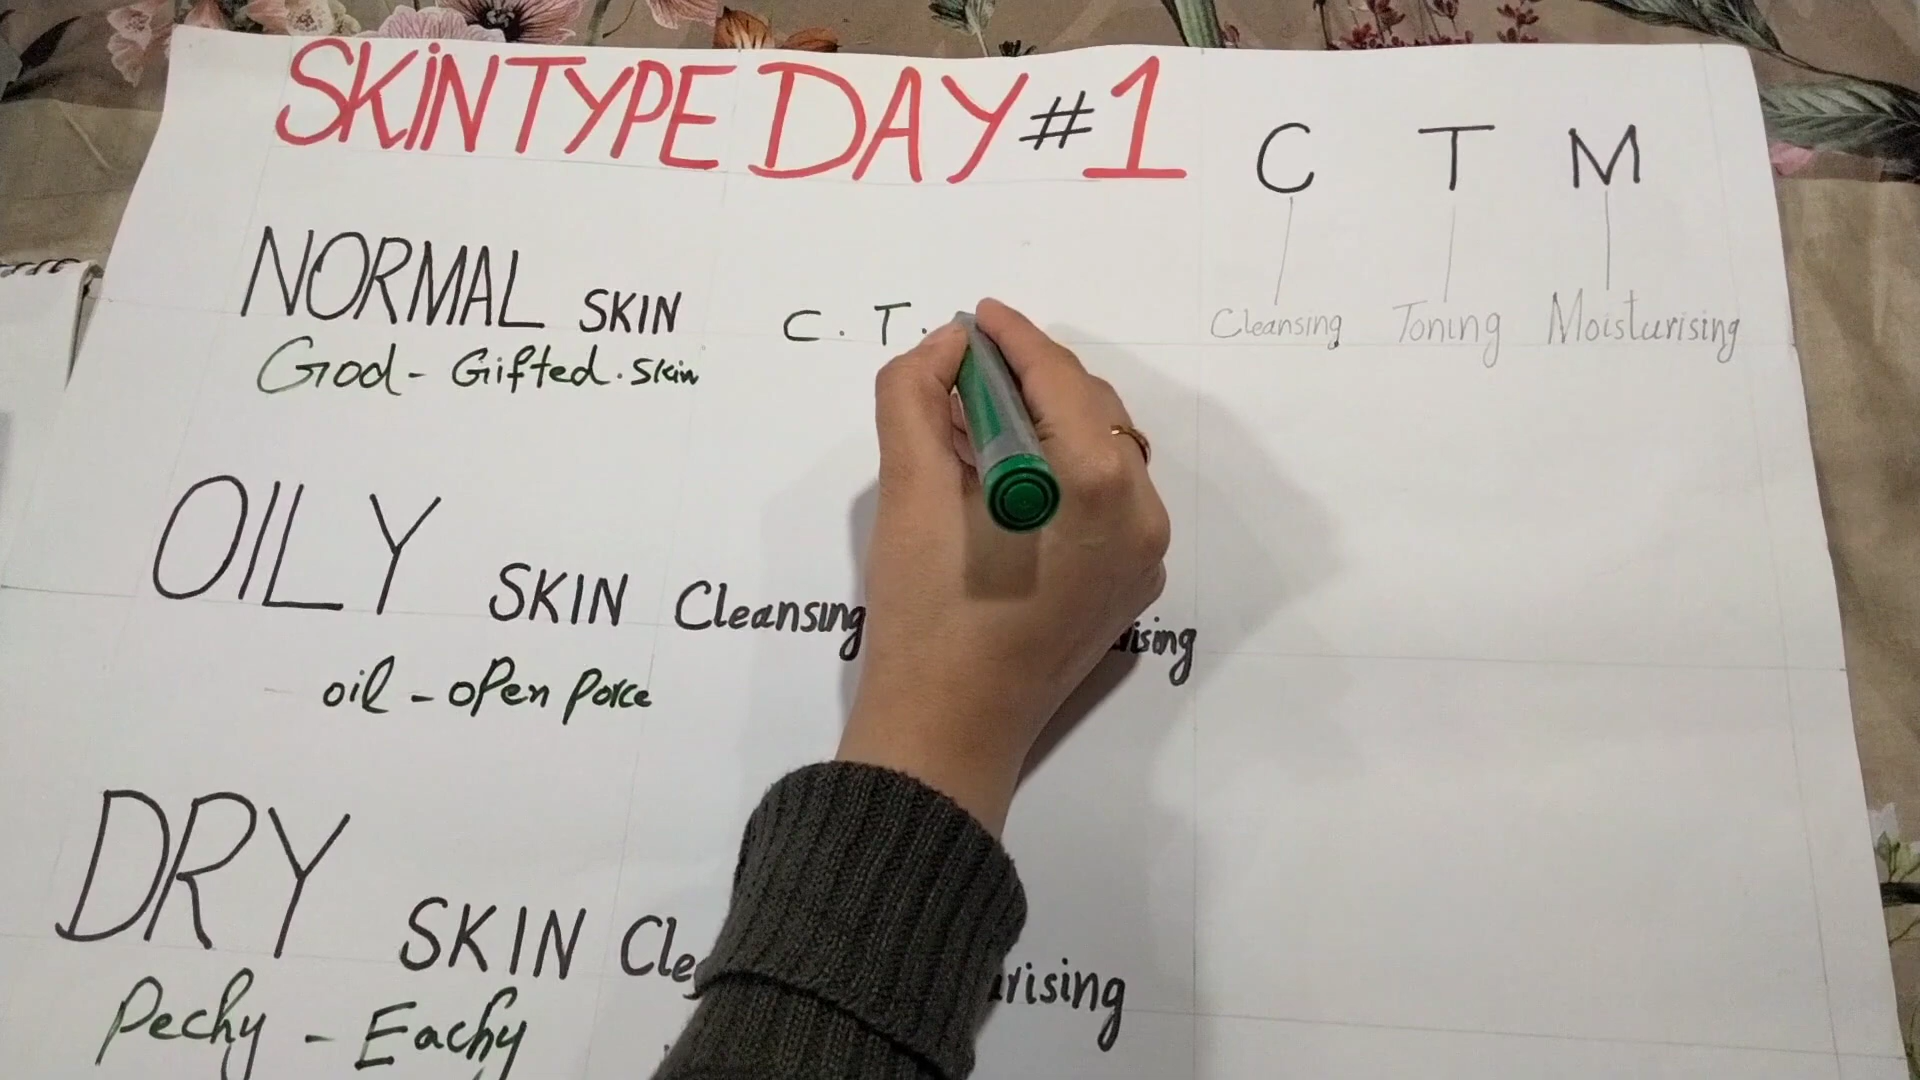 SKiN TYPE DAY #1
C T M
Cleansing Toning Moisturising
NORMAL SKIN C. T.
God - Gifted. Skin
OILY SKIN Cleansing
oil - open Porce
DRY SKIN
Pechy - Eachy